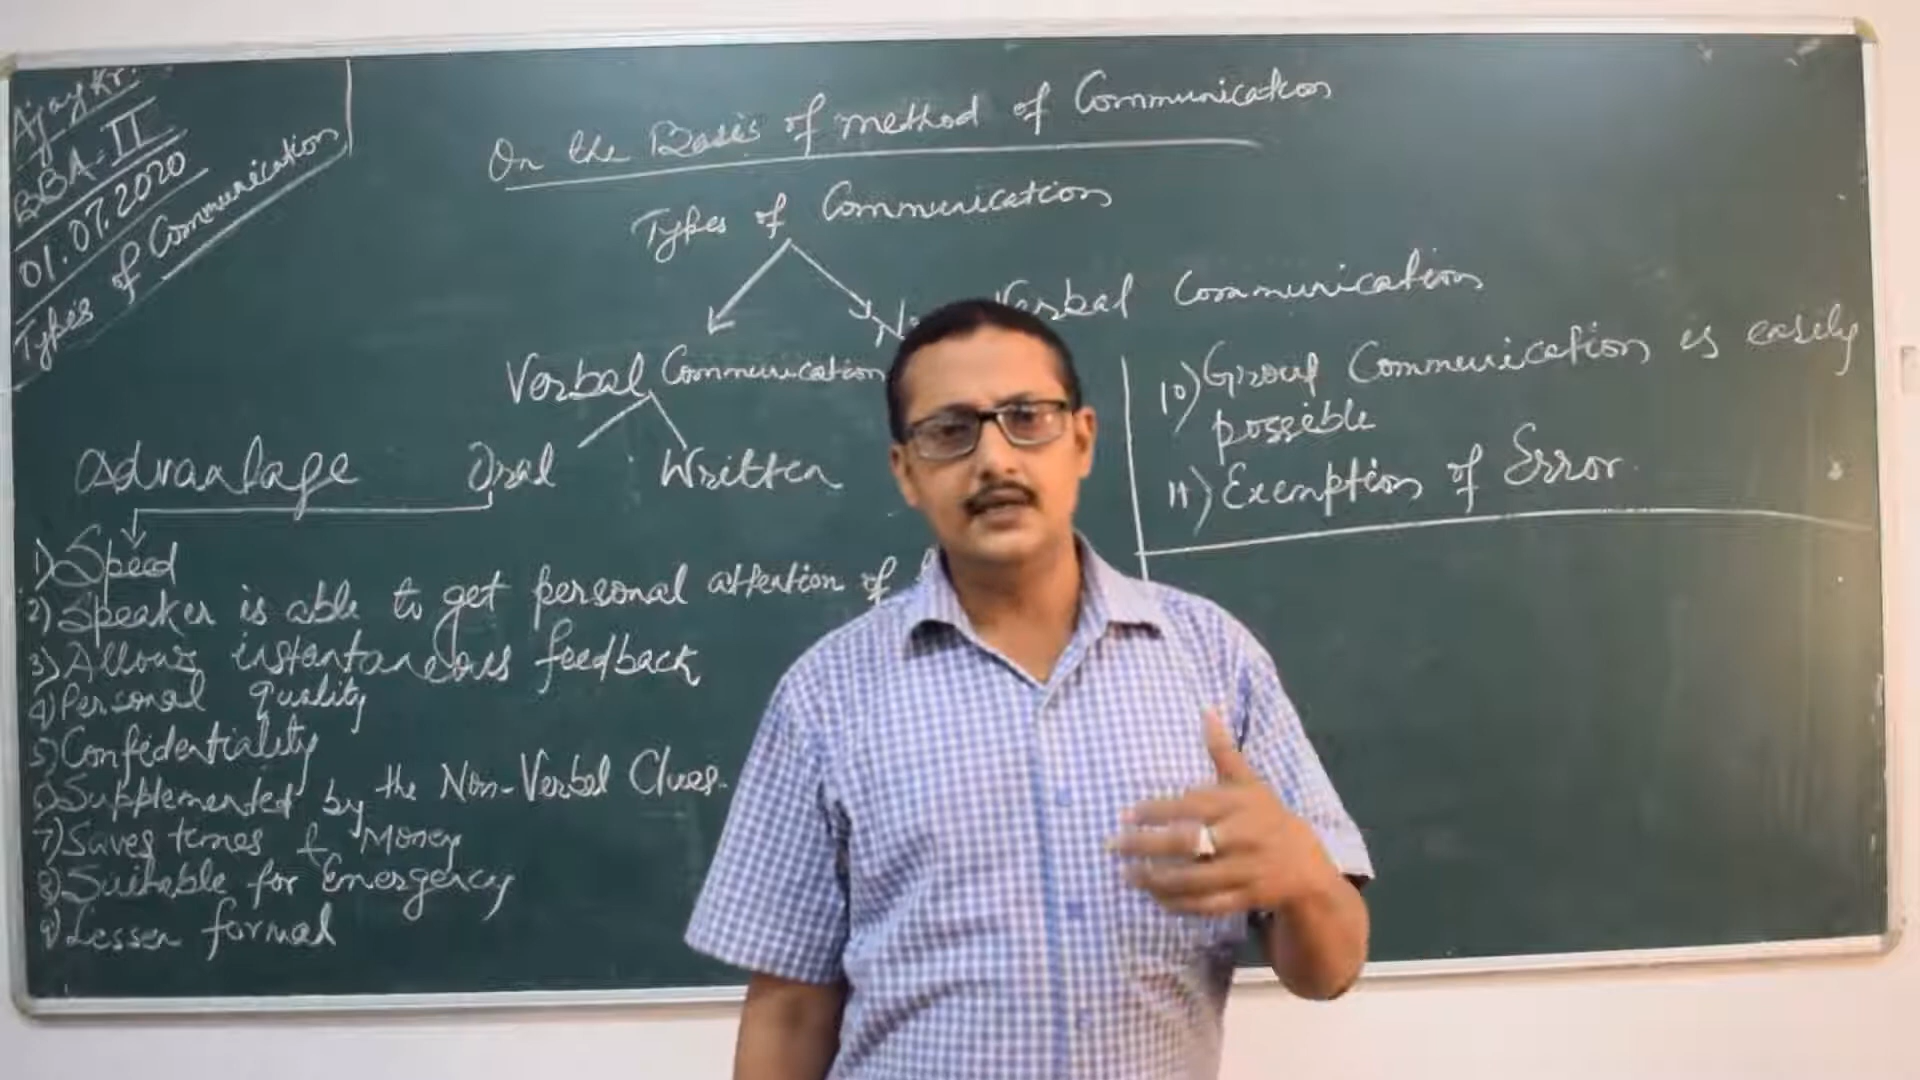 Ajay Kr.
BBA-II
01.07.2020
Types of Communication
On the Basis of method of Communication
Types of Communication
Verbal Communication
Verbal Communication
Advantage Oral Written
1) Speed
2) Speaker is able to get personal attention of
3) Allows instantaneous feedback
4) Personal quality
5) Confidentiality
6) Supplemented by the Non-Verbal Clues.
7) Saves times & Money
8) Suitable for Emergency
9) Lesser formal
10) Group Communication is easily
possible
11) Exemption of Error.